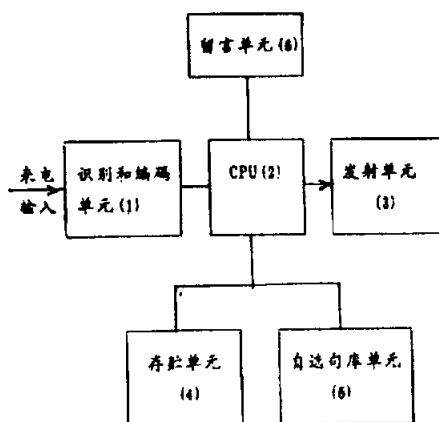 留言单元(6)
来电
输入
识别和编码
单元(1)
CPU(2)
发射单元
(3)
存贮单元
(4)
自选句库单元
(5)